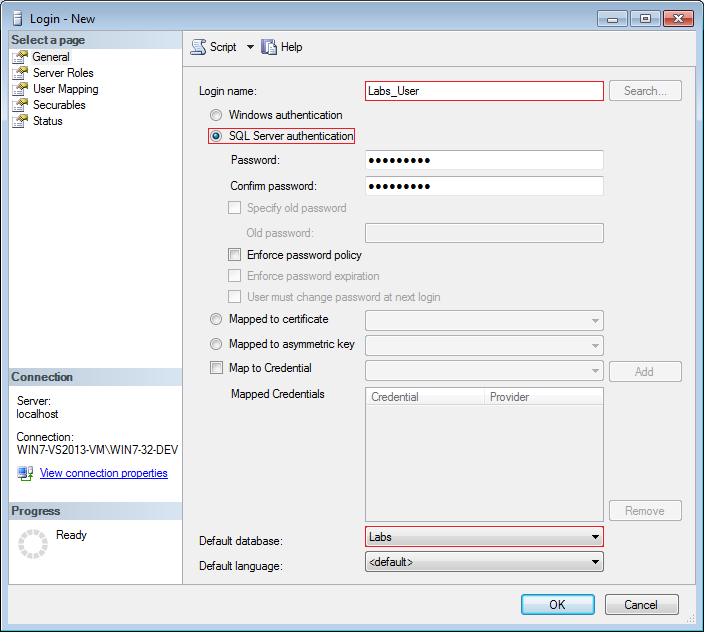 Login - New
Select a page
General
Server Roles
User Mapping
Securables
Status
Script
Help
Login name:
Labs_User
Search...
Windows authentication
SQL Server authentication
Password:
●●●●●●●●●
Confirm password:
●●●●●●●●●
Specify old password
Old password:
Enforce password policy
Enforce password expiration
User must change password at next login
Mapped to certificate
Mapped to asymmetric key
Map to Credential
Add
Mapped Credentials
Credential
Provider
Remove
Default database:
Labs
Default language:
<default>
Connection
Server:
localhost
Connection:
WIN7-VS2013-VM\WIN7-32-DEV
View connection properties
Progress
Ready
OK
Cancel